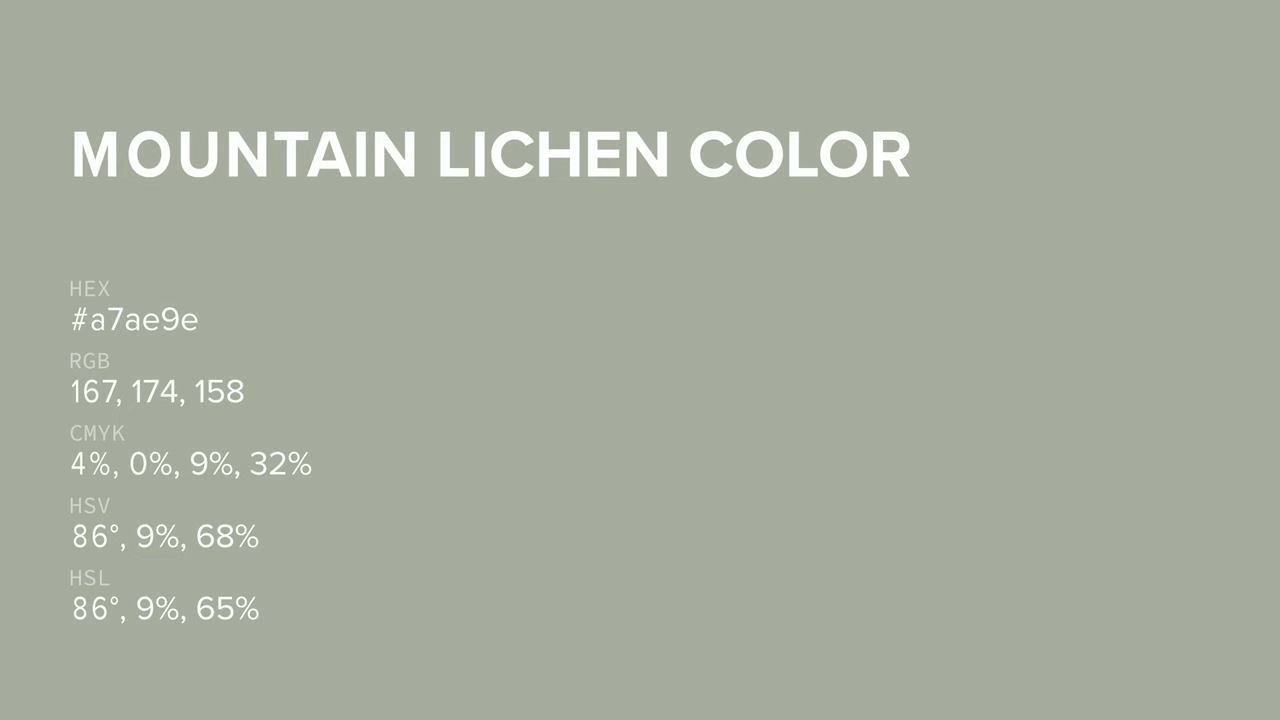 MOUNTAIN LICHEN COLOR
HEX
#a7ae9e
RGB
167, 174, 158
CMYK
4%, 0%, 9%, 32%
HSV
86°, 9%, 68%
HSL
86°, 9%, 65%